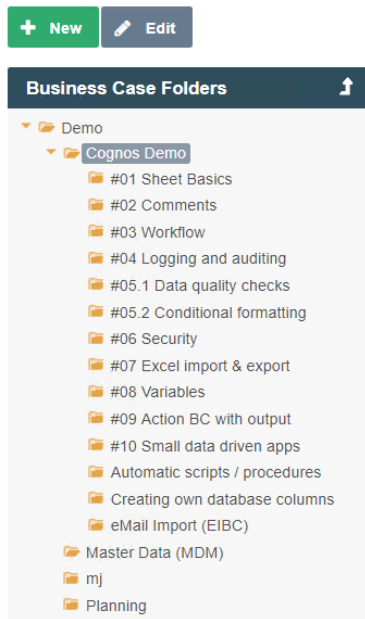 New Edit
Business Case Folders
Demo
Cognos Demo
#01 Sheet Basics
#02 Comments
#03 Workflow
#04 Logging and auditing
#05.1 Data quality checks
#05.2 Conditional formatting
#06 Security
#07 Excel import & export
#08 Variables
#09 Action BC with output
#10 Small data driven apps
Automatic scripts / procedures
Creating own database columns
eMail Import (EIBC)
Master Data (MDM)
mj
Planning